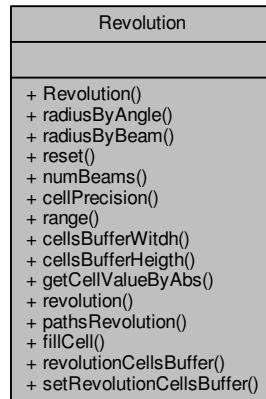 Revolution
+ Revolution()
+ radiusByAngle()
+ radiusByBeam()
+ reset()
+ numBeams()
+ cellPrecision()
+ range()
+ cellsBufferWitdh()
+ cellsBufferHeigth()
+ getCellValueByAbs()
+ revolution()
+ pathsRevolution()
+ fillCell()
+ revolutionCellsBuffer()
+ setRevolutionCellsBuffer()